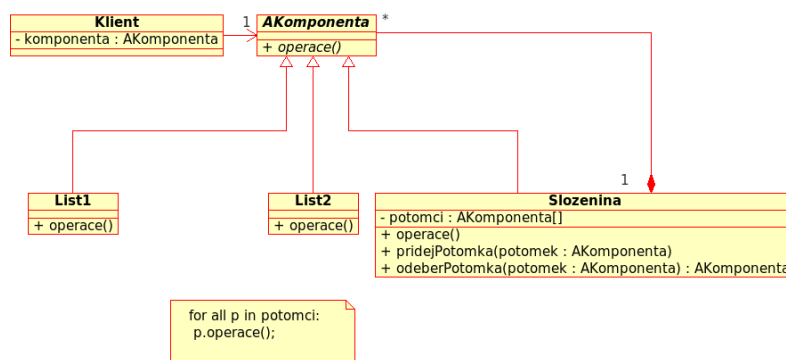 Klient
- komponenta : AKomponenta
1
AKomponenta
+ operace()
*
List1
+ operace()
List2
+ operace()
1
Slozenina
- potomci : AKomponenta[]
+ operace()
+ pridejPotomka(potomek : AKomponenta)
+ odeberPotomka(potomek : AKomponenta) : AKomponenta
for all p in potomci:
p.operace();